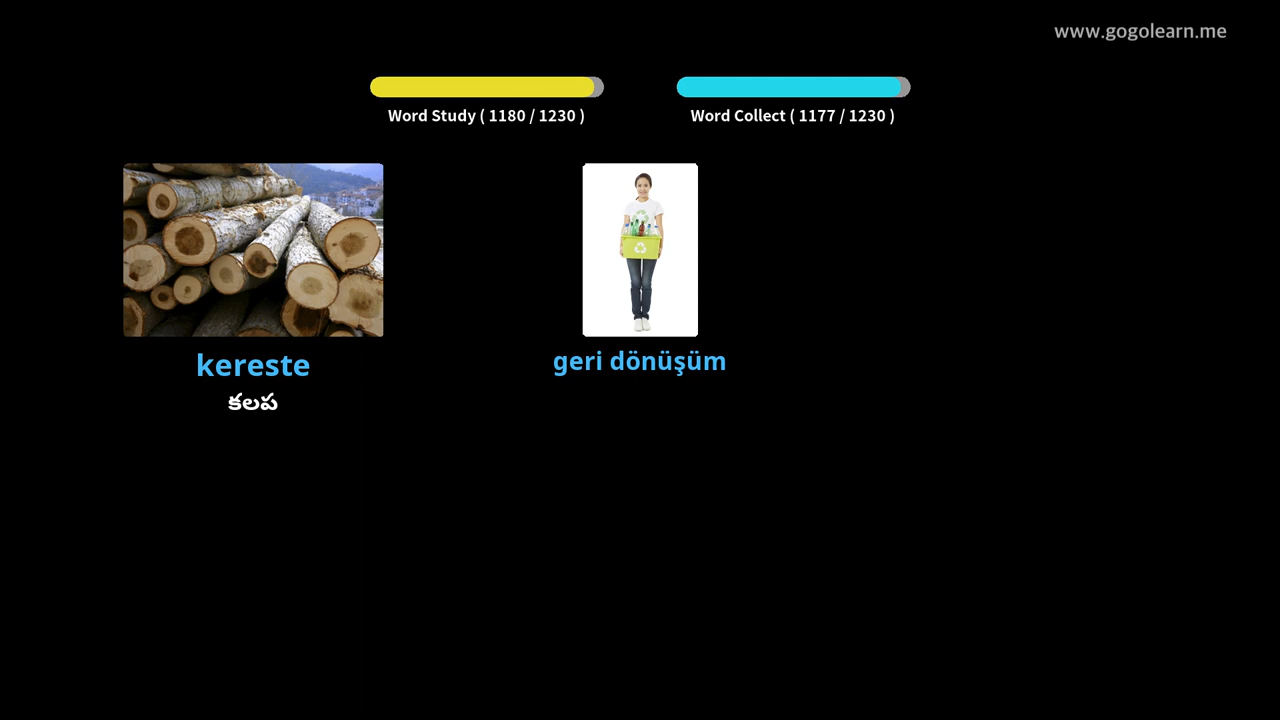 www.gogolearn.me
Word Study ( 1180 / 1230 )
Word Collect ( 1177 / 1230 )
kereste
కలప
geri dönüşüm